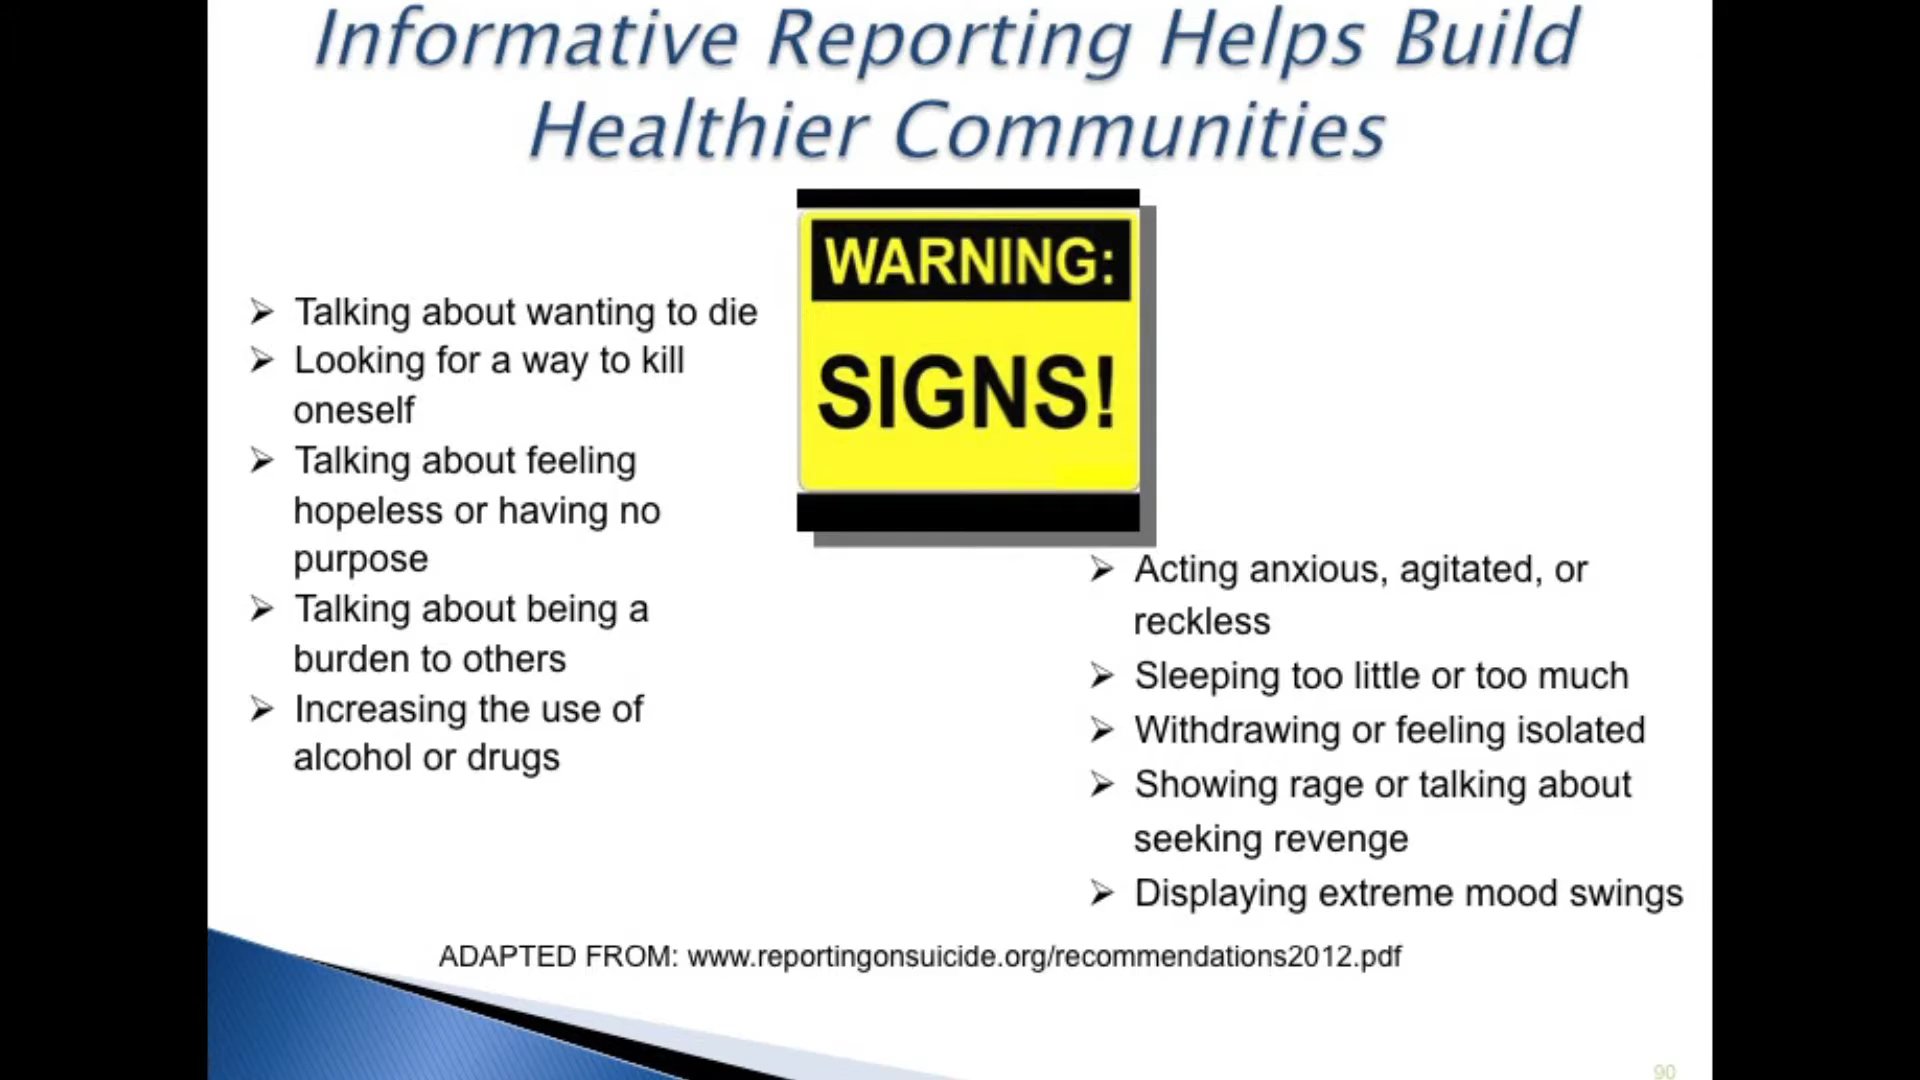 Informative Reporting Helps Build
Healthier Communities
WARNING:
SIGNS!
➢ Talking about wanting to die
➢ Looking for a way to kill
oneself
➢ Talking about feeling
hopeless or having no
purpose
➢ Talking about being a
burden to others
➢ Increasing the use of
alcohol or drugs
➢ Acting anxious, agitated, or
reckless
➢ Sleeping too little or too much
➢ Withdrawing or feeling isolated
➢ Showing rage or talking about
seeking revenge
➢ Displaying extreme mood swings
ADAPTED FROM: www.reportingonsuicide.org/recommendations2012.pdf
90